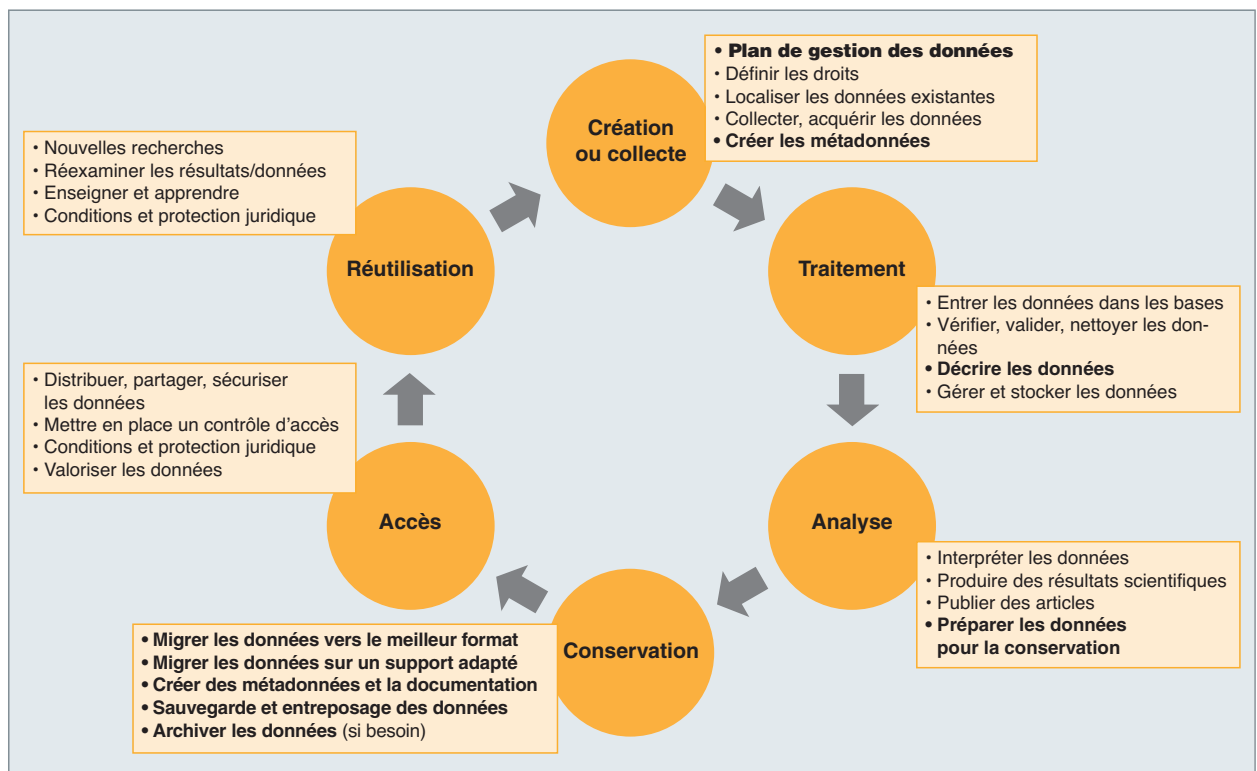 Création
ou collecte
• Plan de gestion des données
• Définir les droits
• Localiser les données existantes
• Collecter, acquérir les données
• Créer les métadonnées
Traitement
• Entrer les données dans les bases
• Vérifier, valider, nettoyer les don-
nées
• Décrire les données
• Gérer et stocker les données
Analyse
• Interpréter les données
• Produire des résultats scientifiques
• Publier des articles
• Préparer les données
pour la conservation
Conservation
• Migrer les données vers le meilleur format
• Migrer les données sur un support adapté
• Créer des métadonnées et la documentation
• Sauvegarde et entreposage des données
• Archiver les données (si besoin)
Accès
• Distribuer, partager, sécuriser
les données
• Mettre en place un contrôle d’accès
• Conditions et protection juridique
• Valoriser les données
Réutilisation
• Nouvelles recherches
• Réexaminer les résultats/données
• Enseigner et apprendre
• Conditions et protection juridique